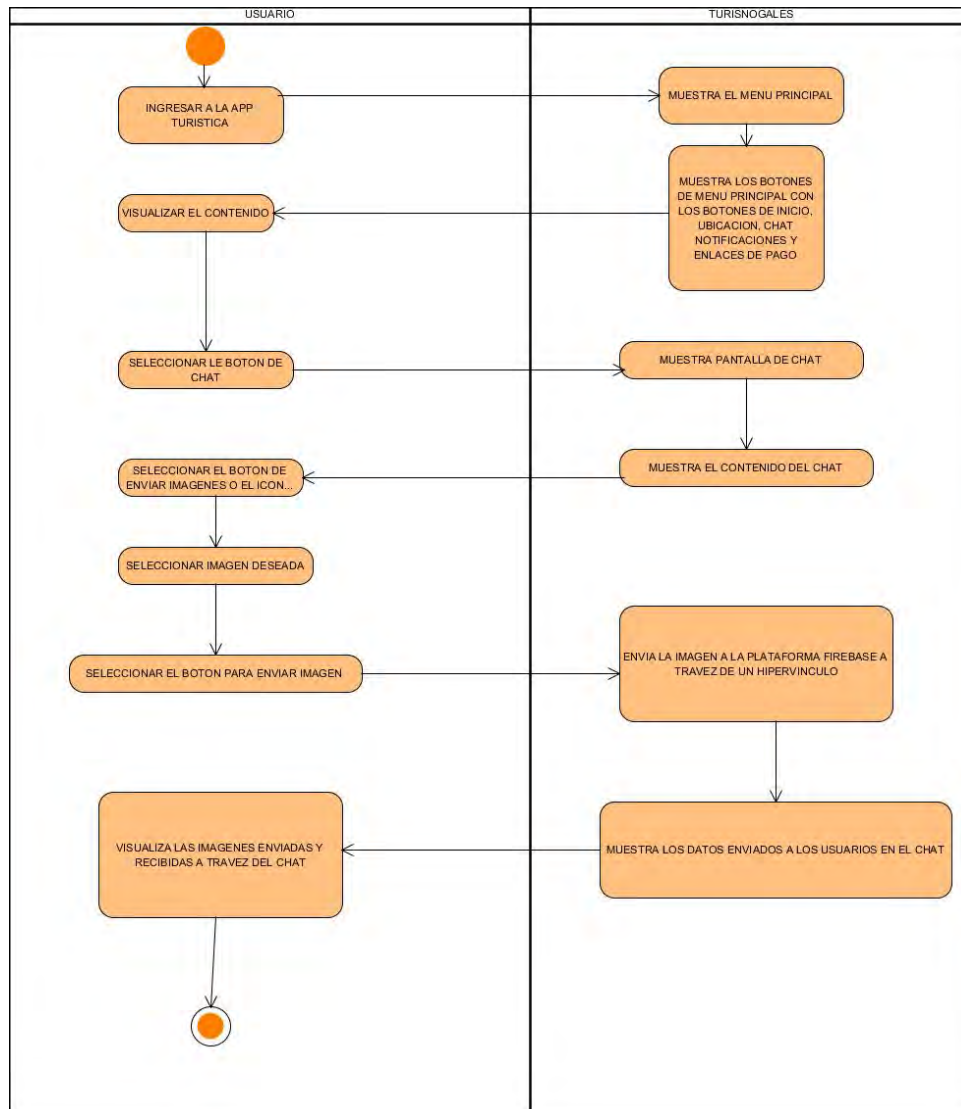 USUARIO
TURISNOGALES
INGRESAR A LA APP
TURISTICA
MUESTRA EL MENU PRINCIPAL
MUESTRA LOS BOTONES
DE MENU PRINCIPAL CON
LOS BOTONES DE INICIO,
UBICACION, CHAT
NOTIFICACIONES Y
ENLACES DE PAGO
VISUALIZAR EL CONTENIDO
SELECCIONAR LE BOTON DE
CHAT
MUESTRA PANTALLA DE CHAT
MUESTRA EL CONTENIDO DEL CHAT
SELECCIONAR EL BOTON DE
ENVIAR IMAGENES O EL ICON...
SELECCIONAR IMAGEN DESEADA
SELECCIONAR EL BOTON PARA ENVIAR IMAGEN
ENVIA LA IMAGEN A LA PLATAFORMA FIREBASE A
TRAVEZ DE UN HIPERVINCULO
MUESTRA LOS DATOS ENVIADOS A LOS USUARIOS EN EL CHAT
VISUALIZA LAS IMAGENES ENVIADAS Y
RECIBIDAS A TRAVEZ DEL CHAT